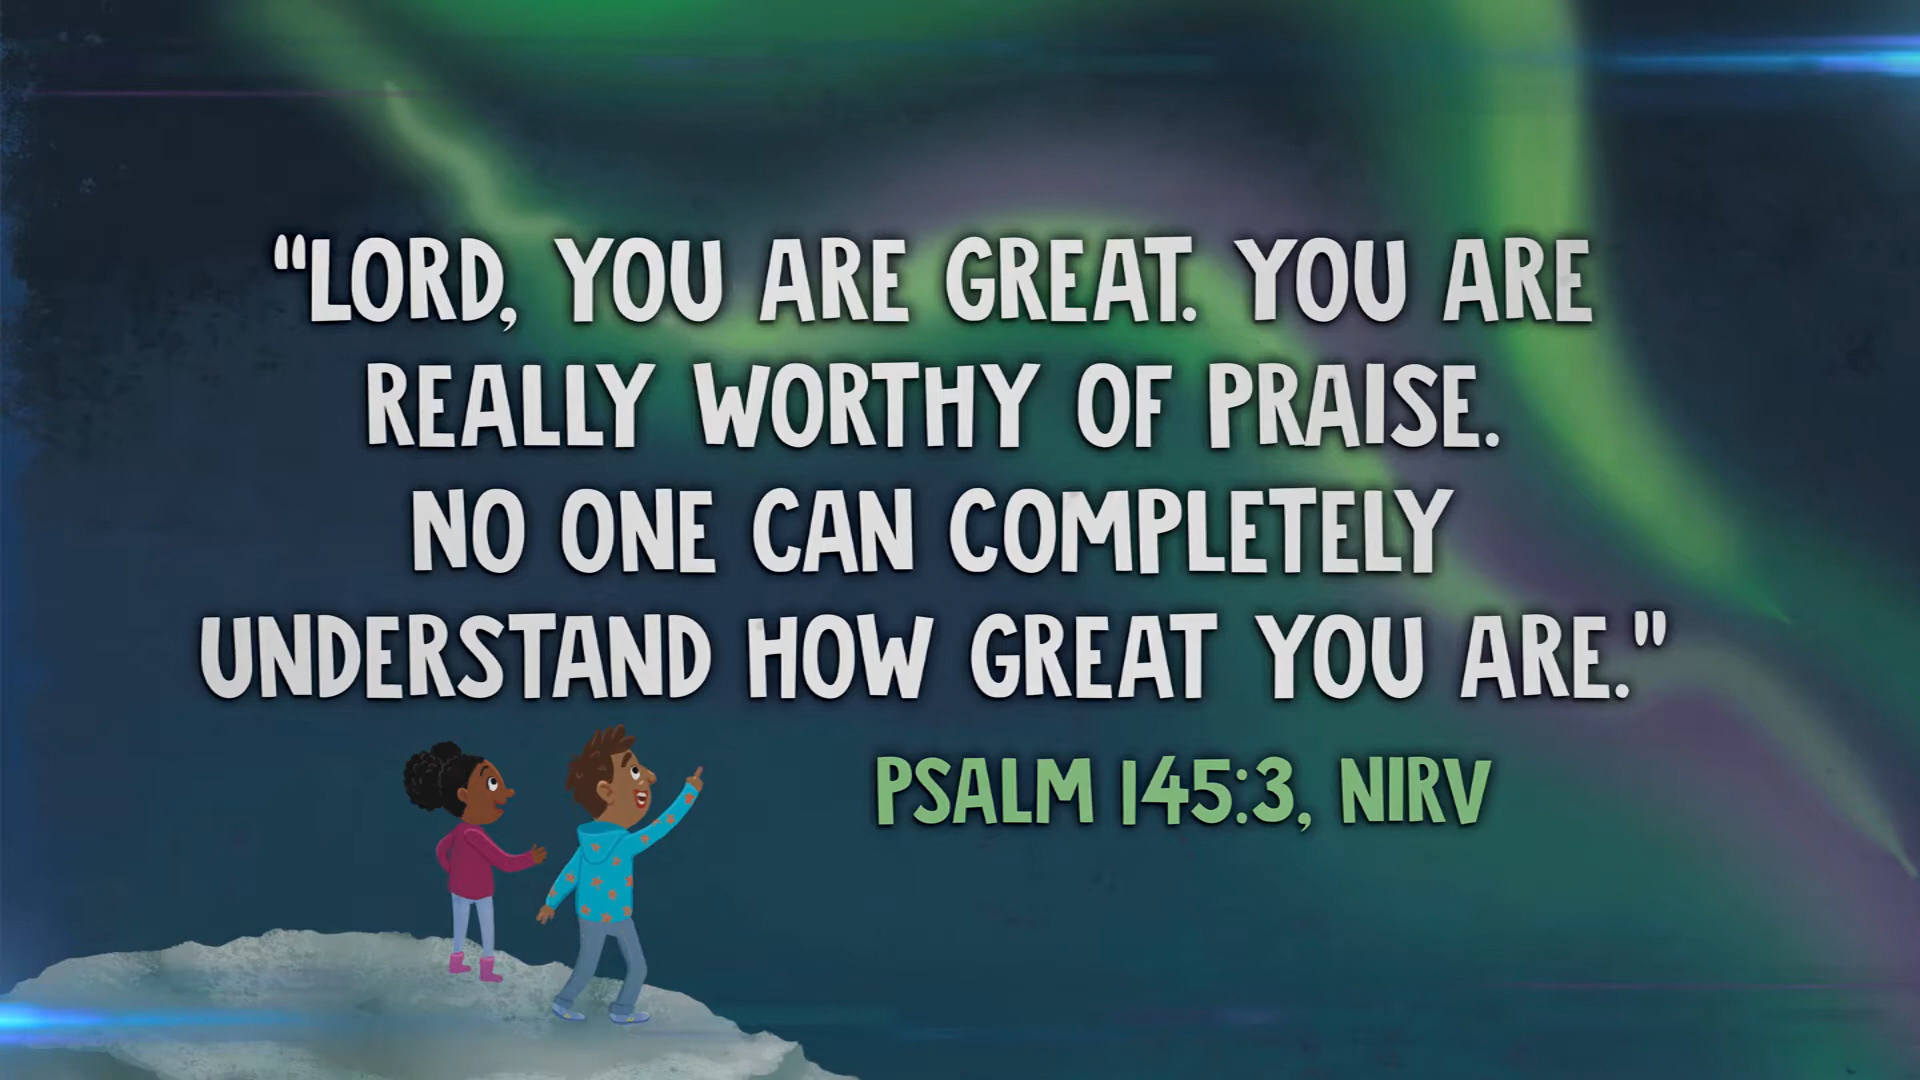 “LORD, YOU ARE GREAT. YOU ARE
REALLY WORTHY OF PRAISE.
NO ONE CAN COMPLETELY
UNDERSTAND HOW GREAT YOU ARE.”
PSALM 145:3, NIRV